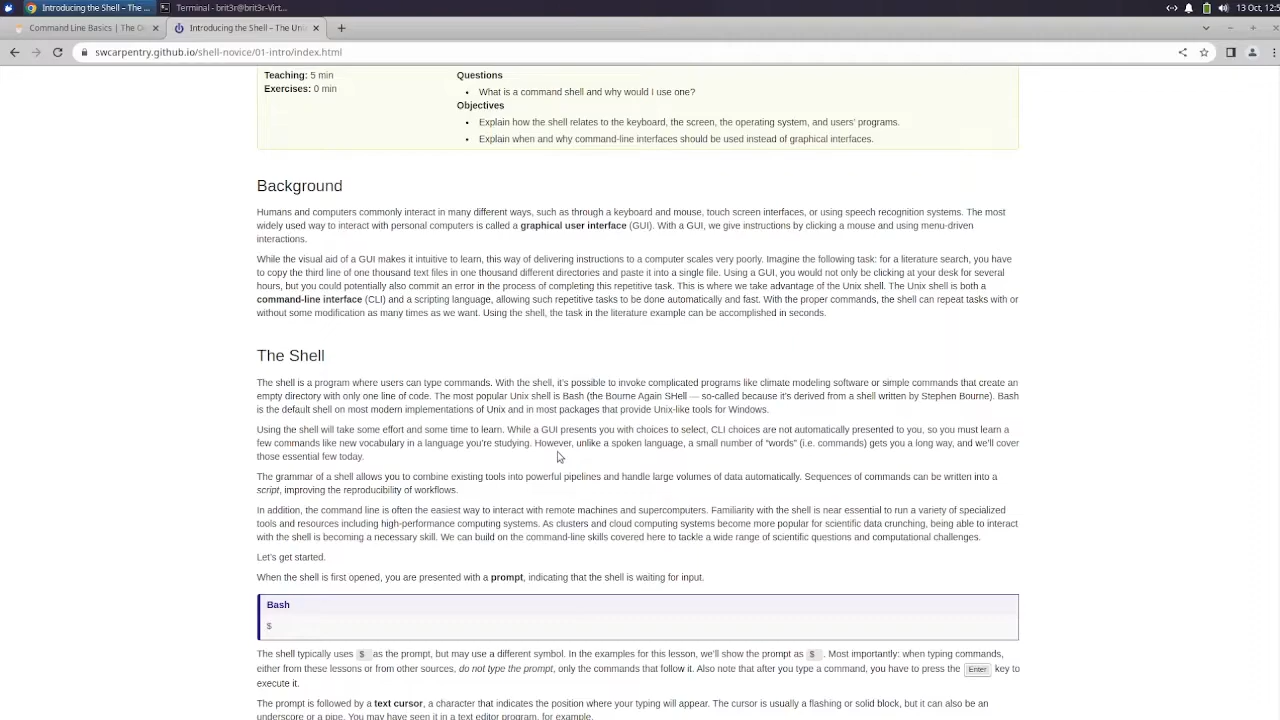 Introducing the Shell – The ...
Terminal - brit3r@brit3r-Virt...
13 Oct, 12:5
Command Line Basics | The O
Introducing the Shell – The Uni
swcarpentry.github.io/shell-novice/01-intro/index.html
Teaching: 5 min
Exercises: 0 min
Questions
What is a command shell and why would I use one?
Objectives
Explain how the shell relates to the keyboard, the screen, the operating system, and users' programs.
Explain when and why command-line interfaces should be used instead of graphical interfaces.
Background
Humans and computers commonly interact in many different ways, such as through a keyboard and mouse, touch screen interfaces, or using speech recognition systems. The most
widely used way to interact with personal computers is called a graphical user interface (GUI). With a GUI, we give instructions by clicking a mouse and using menu-driven
interactions.
While the visual aid of a GUI makes it intuitive to learn, this way of delivering instructions to a computer scales very poorly. Imagine the following task: for a literature search, you have
to copy the third line of one thousand text files in one thousand different directories and paste it into a single file. Using a GUI, you would not only be clicking at your desk for several
hours, but you could potentially also commit an error in the process of completing this repetitive task. This is where we take advantage of the Unix shell. The Unix shell is both a
command-line interface (CLI) and a scripting language, allowing such repetitive tasks to be done automatically and fast. With the proper commands, the shell can repeat tasks with or
without some modification as many times as we want. Using the shell, the task in the literature example can be accomplished in seconds.
The Shell
The shell is a program where users can type commands. With the shell, it's possible to invoke complicated programs like climate modeling software or simple commands that create an
empty directory with only one line of code. The most popular Unix shell is Bash (the Bourne Again SHell — so-called because it's derived from a shell written by Stephen Bourne). Bash
is the default shell on most modern implementations of Unix and in most packages that provide Unix-like tools for Windows.
Using the shell will take some effort and some time to learn. While a GUI presents you with choices to select, CLI choices are not automatically presented to you, so you must learn a
few commands like new vocabulary in a language you're studying. However, unlike a spoken language, a small number of “words” (i.e. commands) gets you a long way, and we'll cover
those essential few today.
The grammar of a shell allows you to combine existing tools into powerful pipelines and handle large volumes of data automatically. Sequences of commands can be written into a
script, improving the reproducibility of workflows.
In addition, the command line is often the easiest way to interact with remote machines and supercomputers. Familiarity with the shell is near essential to run a variety of specialized
tools and resources including high-performance computing systems. As clusters and cloud computing systems become more popular for scientific data crunching, being able to interact
with the shell is becoming a necessary skill. We can build on the command-line skills covered here to tackle a wide range of scientific questions and computational challenges.
Let's get started.
When the shell is first opened, you are presented with a prompt, indicating that the shell is waiting for input.
Bash
$
The shell typically uses $ as the prompt, but may use a different symbol. In the examples for this lesson, we'll show the prompt as $ . Most importantly: when typing commands,
either from these lessons or from other sources, do not type the prompt, only the commands that follow it. Also note that after you type a command, you have to press the Enter key to
execute it.
The prompt is followed by a text cursor, a character that indicates the position where your typing will appear. The cursor is usually a flashing or solid block, but it can also be an
underscore or a pipe. You may have seen it in a text editor program, for example.